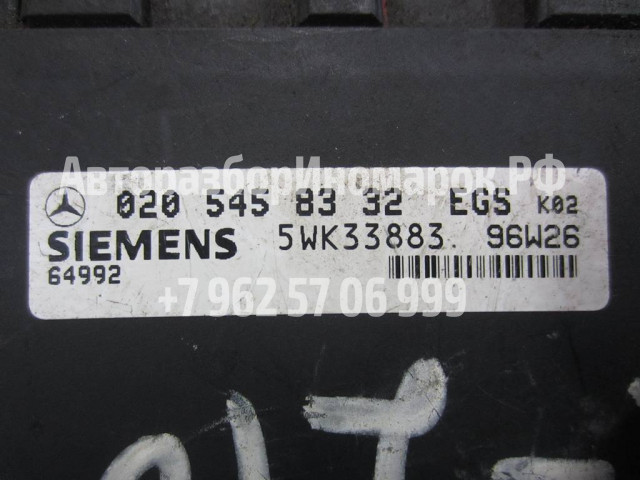 АвторазборИномарок.РФ
020 545 83 32 EGS K02
SIEMENS 5WK33883. 96W26
64992
+7 962 57 06 999